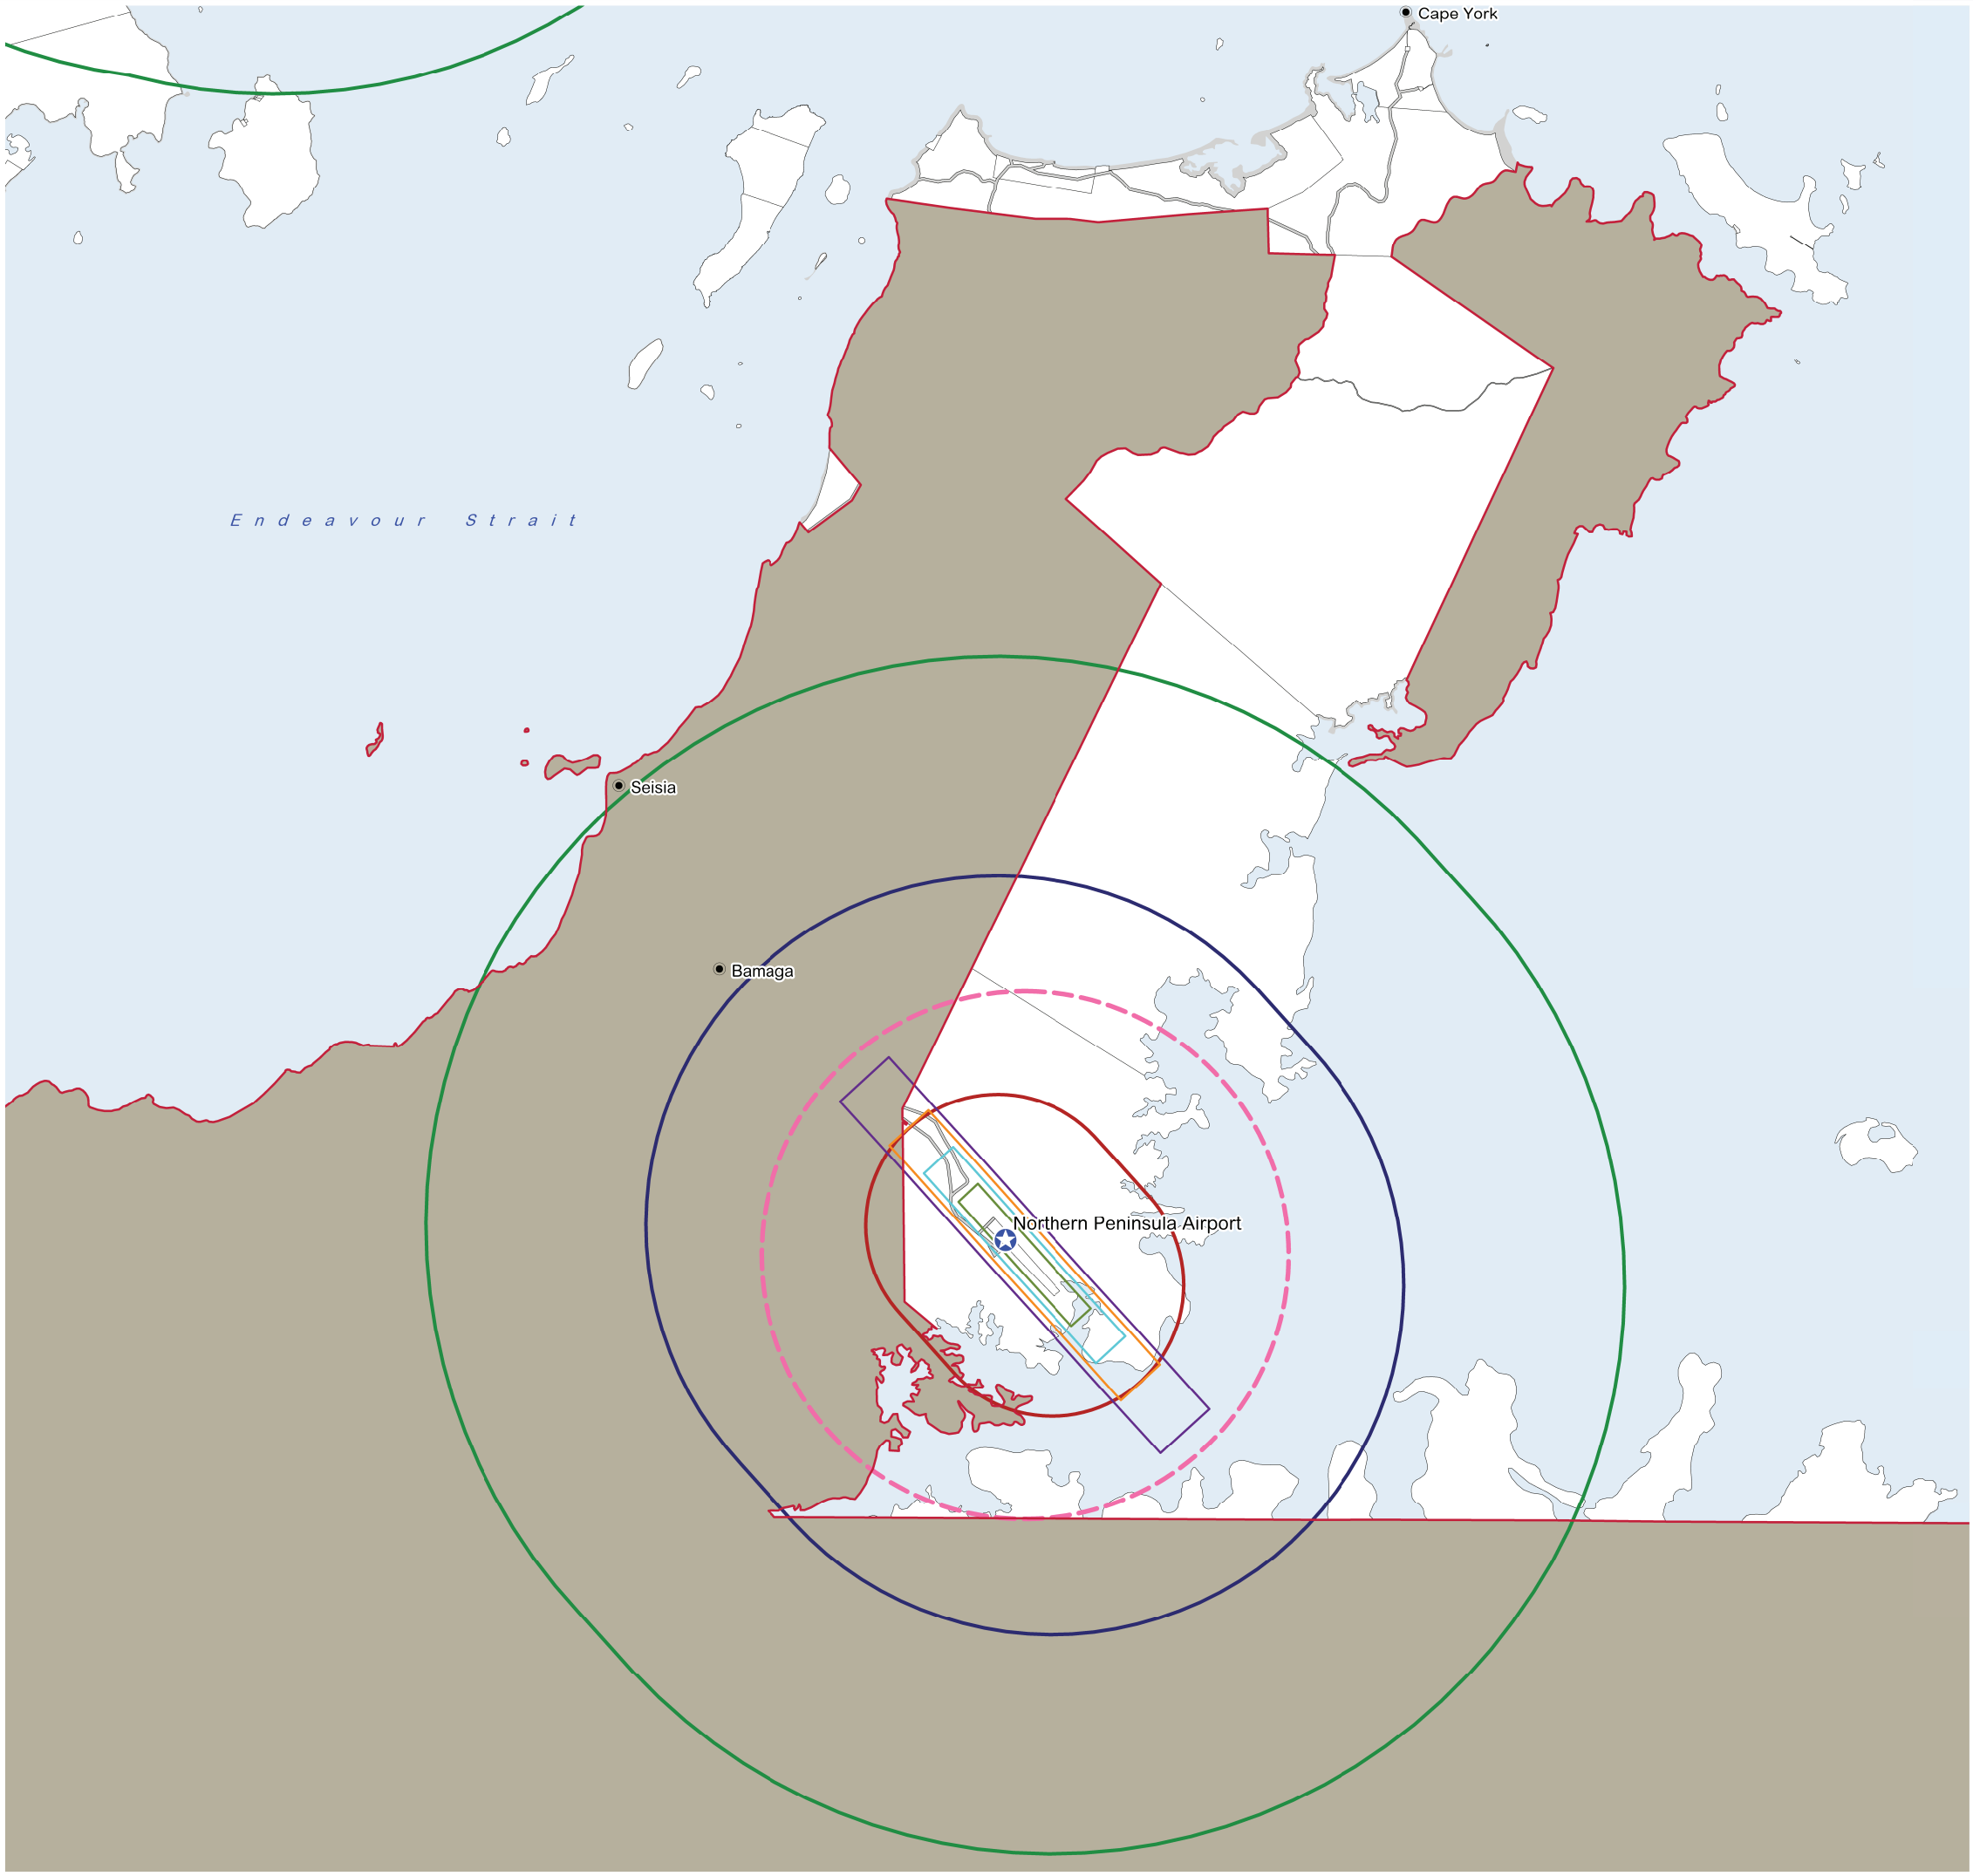 Cape York
Endeavour Strait
Seisia
Bamaga
Northern Peninsula Airport